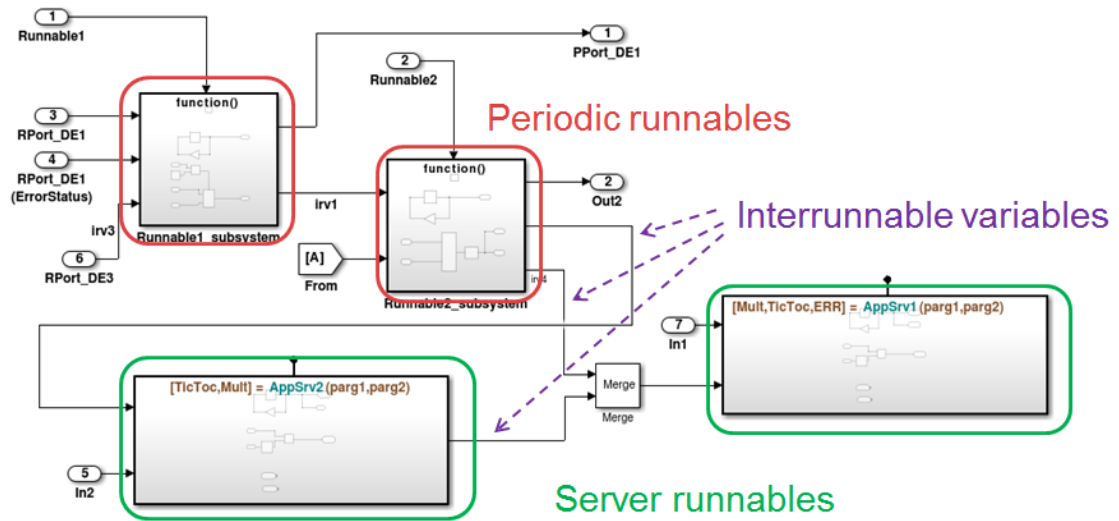 1
Runnable1
1
PPort_DE1
2
Runnable2
function()
3
RPort_DE1
4
RPort_DE1
(ErrorStatus)
irv3
6
RPort_DE3
Runnable1_subsystem
irv1
Periodic runnables
function()
2
Out2
[A]
From
irv4
Runnable2_subsystem
Interrunnable variables
[Mult,TicToc,ERR] = AppSrv1(parg1,parg2)
7
In1
[TicToc,Mult] = AppSrv2(parg1,parg2)
Merge
Merge
5
In2
Server runnables